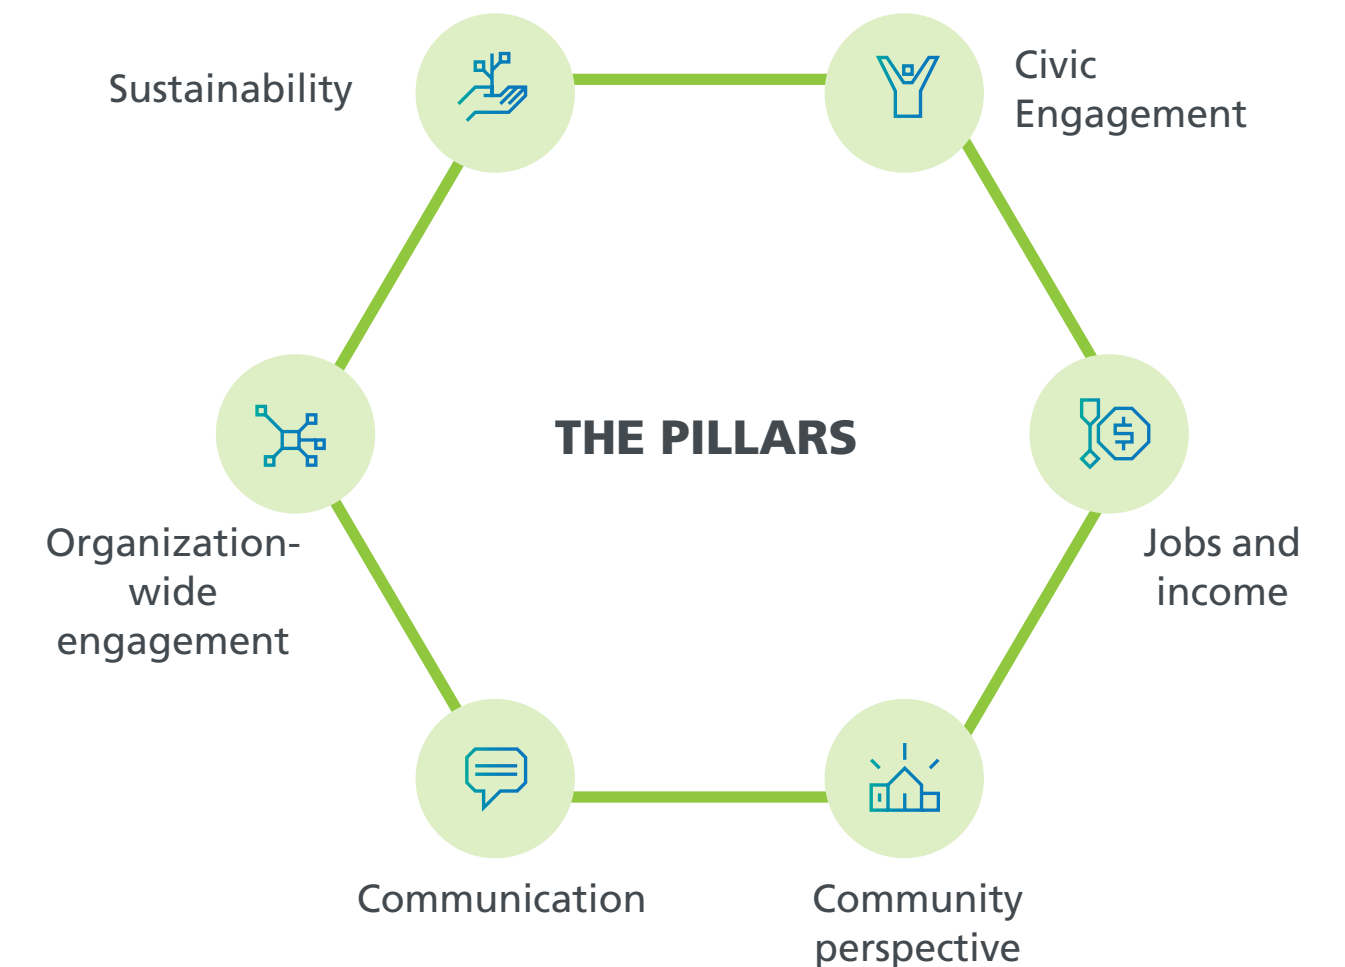 Sustainability
Civic
Engagement
THE PILLARS
Organization-
wide
engagement
Jobs and
income
Communication
Community
perspective